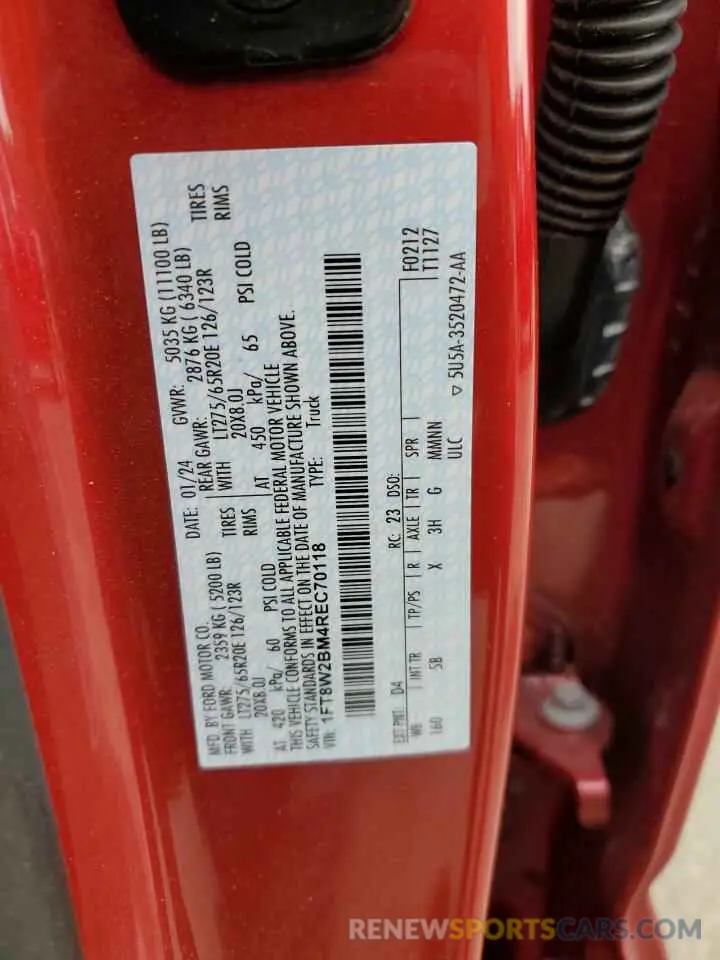 MFD. BY FORD MOTOR CO.
DATE: 01/24
GVWR: 5035 KG (11100 LB)
FRONT GAWR: 2359 KG ( 5200 LB)
REAR GAWR: 2876 KG ( 6340 LB)
WITH LT275/65R20E 126/123R TIRES
WITH LT275/65R20E 126/123R TIRES
20X8.0J RIMS
20X8.0J RIMS
AT 420 kPa/ 60 PSI COLD
AT 450 kPa/ 65 PSI COLD
THIS VEHICLE CONFORMS TO ALL APPLICABLE FEDERAL MOTOR VEHICLE
SAFETY STANDARDS IN EFFECT ON THE DATE OF MANUFACTURE SHOWN ABOVE.
VIN: 1FT8W2BM4REC70118
TYPE: Truck
F0212
T1127
EXT PNT: D4 RC: 23 DSO:
WB INT TR TP/PS R AXLE TR SPR
160 5B X 3H G MMNN
ULC
▽ 5U5A-3520472-AA
RENEWSPORTSCARS.COM